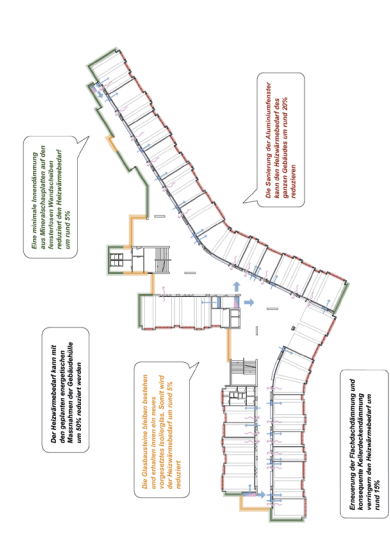 Eine minimale Innendämmung
aus Mineralschaumplatten auf den
fensterlosen Wandscheiben
reduziert den Heizwärmebedarf
um rund 5%
Die Sanierung der Aluminiumfenster
kann den Heizwärmebedarf des
ganzen Gebäudes um rund 20%
reduzieren
Der Heizwärmebedarf kann mit
den geplanten energetischen
Massnahmen der Gebäudehülle
um 50% reduziert werden
Die Glasbausteine bleiben bestehen
und erhalten innen ein neues
vorgesetztes Isolierglas. Somit wird
der Heizwärmebedarf um rund 5%
reduziert
Erneuerung der Flachdachdämmung und
konsequente Kellerdeckendämmung
verringern den Heizwärmebedarf um
rund 15%